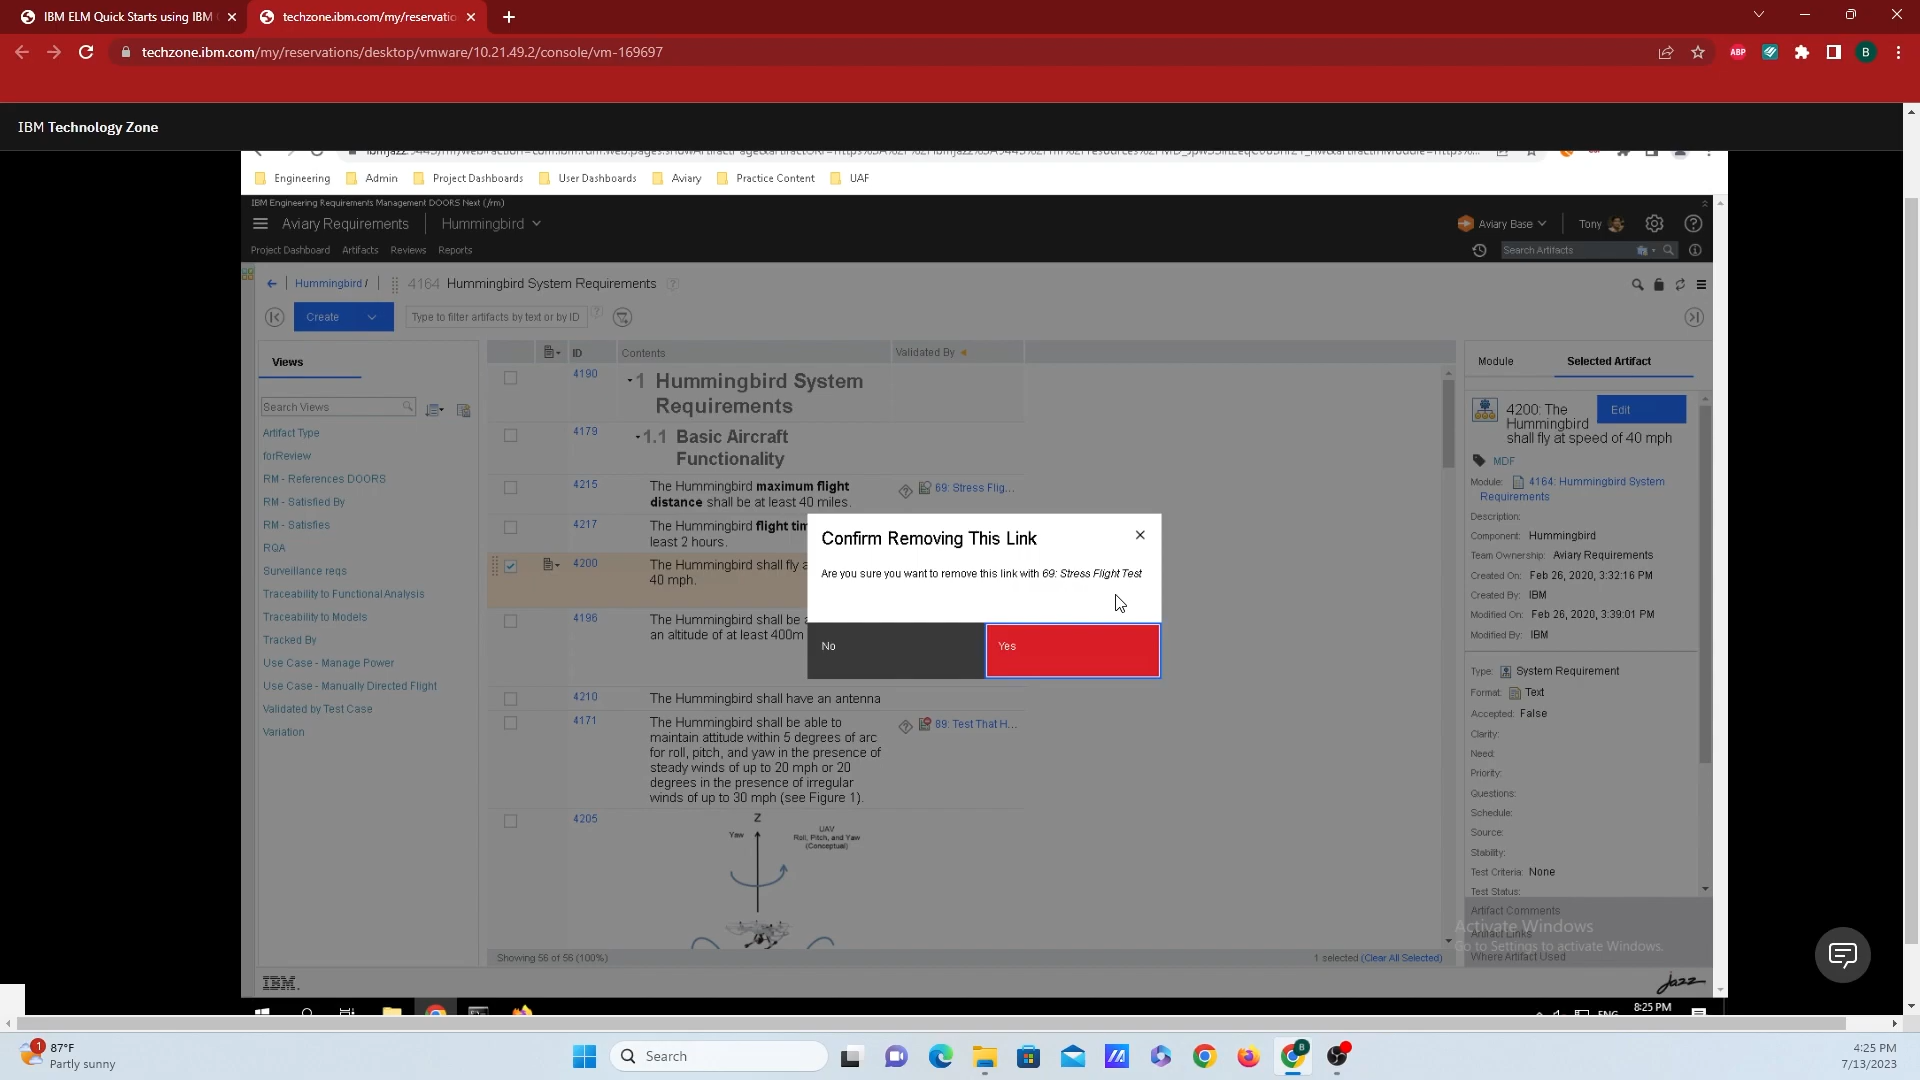 IBM ELM Quick Starts using IBM
techzone.ibm.com/my/reservatio
techzone.ibm.com/my/reservations/desktop/vmware/10.21.49.2/console/vm-169697
ABP
B
IBM Technology Zone
Engineering Admin Project Dashboards User Dashboards Aviary Practice Content UAF
IBM Engineering Requirements Management DOORS Next (/rm)
Aviary Requirements Hummingbird Aviary Base Tony
Project Dashboard Artifacts Reviews Reports Search Artifacts
Hummingbird / 4164 Hummingbird System Requirements
Create Type to filter artifacts by text or by ID
Views
Search Views
Artifact Type
forReview
RM - References DOORS
RM - Satisfied By
RM - Satisfies
RQA
Surveillance reqs
Traceability to Functional Analysis
Traceability to Models
Tracked By
Use Case - Manage Power
Use Case - Manually Directed Flight
Validated by Test Case
Variation
ID Contents Validated By
4190 1 Hummingbird System
Requirements
4179 1.1 Basic Aircraft
Functionality
4215 The Hummingbird maximum flight 69: Stress Flig...
distance shall be at least 40 miles.
4217 The Hummingbird flight
least 2 hours.
4200 The Hummingbird shall fly
40 mph.
4196 The Hummingbird shall be
an altitude of at least 400m
4210 The Hummingbird shall have an antenna
4171 The Hummingbird shall be able to 89: Test That H...
maintain attitude within 5 degrees of arc
for roll, pitch, and yaw in the presence of
steady winds of up to 20 mph or 20
degrees in the presence of irregular
winds of up to 30 mph (see Figure 1).
4205 Z
Yaw
UAV
Roll, Pitch, and Yaw
(Conceptual)
Showing 56 of 56 (100%) 1 selected (Clear All Selected)
Confirm Removing This Link
Are you sure you want to remove this link with 69: Stress Flight Test
No Yes
Module Selected Artifact
4200: The
Hummingbird
shall fly at speed of 40 mph
Edit
MDF
Module: 4164: Hummingbird System
Requirements
Description:
Component: Hummingbird
Team Ownership: Aviary Requirements
Created On: Feb 26, 2020, 3:32:16 PM
Created By: IBM
Modified On: Feb 26, 2020, 3:39:01 PM
Modified By: IBM
Type: System Requirement
Format: Text
Accepted: False
Clarity:
Need:
Priority:
Questions:
Schedule:
Source:
Stability:
Test Criteria: None
Test Status:
Artifact Comments
Artifact Links
Where Artifact Used
Activate Windows
Go to Settings to activate Windows.
IBM.
Jazz
ENG 8:25 PM
1 87°F
Partly sunny
Search
B
4:25 PM
7/13/2023